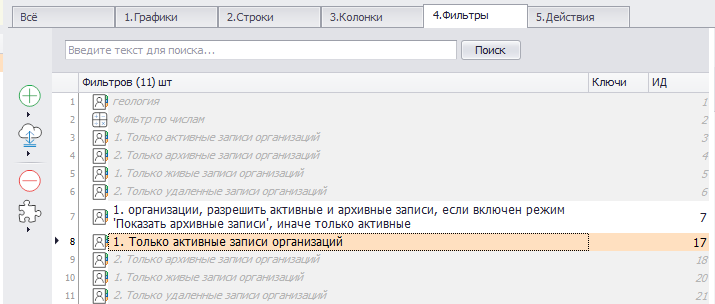 Всё 1.Графики 2.Строки 3.Колонки 4.Фильтры 5.Действия
Введите текст для поиска... Поиск
Фильтров (11) шт Ключи ИД
1 геология 1
2 Фильтр по числам 2
3 1. Только активные записи организаций 3
4 2. Только архивные записи организаций 4
5 1. Только живые записи организаций 5
6 2. Только удаленные записи организаций 6
7 1. организации, разрешить активные и архивные записи, если включен режим
'Показать архивные записи', иначе только активные 7
8 1. Только активные записи организаций 17
9 2. Только архивные записи организаций 18
10 1. Только живые записи организаций 20
11 2. Только удаленные записи организаций 21